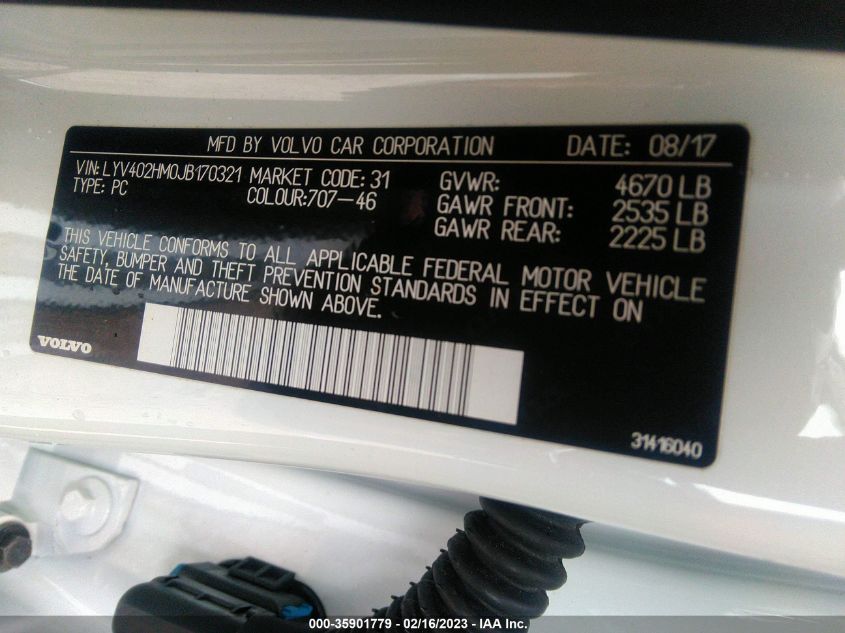 MFD BY VOLVO CAR CORPORATION DATE: 08/17
VIN: LYV402HM0JB170321 MARKET CODE: 31
TYPE: PC COLOUR:707-46
GVWR: 4670 LB
GAWR FRONT: 2535 LB
GAWR REAR: 2225 LB
THIS VEHICLE CONFORMS TO ALL APPLICABLE FEDERAL MOTOR VEHICLE
SAFETY, BUMPER AND THEFT PREVENTION STANDARDS IN EFFECT ON
THE DATE OF MANUFACTURE SHOWN ABOVE.
VOLVO
31416040
000-35901779 - 02/16/2023 - IAA Inc.